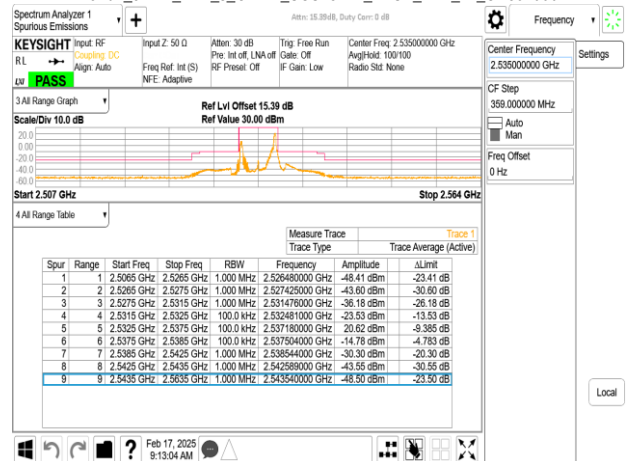 Spectrum Analyzer 1
Spurious Emissions
Attn: 15.39dB, Duty Corr: 0 dB
Frequency
KEYSIGHT
RL
PASS
Input: RF
Coupling: DC
Align: Auto
Input Z: 50 Ω
Freq Ref: Int (S)
NFE: Adaptive
Atten: 30 dB
Pre: Int off, LNA off
RF Preset: Off
Trig: Free Run
Gate: Off
IF Gain: Low
Center Freq: 2.535000000 GHz
Avg|Hold: 100/100
Radio Std: None
Center Frequency
2.535000000 GHz
Settings
CF Step
359.000000 MHz
Auto
Man
Freq Offset
0 Hz
3 All Range Graph
Scale/Div 10.0 dB
Ref Lvl Offset 15.39 dB
Ref Value 30.00 dBm
20.0
0.00
-20.0
-40.0
-60.0
Start 2.507 GHz Stop 2.564 GHz
4 All Range Table
Measure Trace Trace 1
Trace Type Trace Average (Active)
Spur Range Start Freq Stop Freq RBW Frequency Amplitude ΔLimit
1 1 2.5065 GHz 2.5265 GHz 1.000 MHz 2.526480000 GHz -48.41 dBm -23.41 dB
2 2 2.5265 GHz 2.5275 GHz 1.000 MHz 2.527425000 GHz -43.60 dBm -30.60 dB
3 3 2.5275 GHz 2.5315 GHz 1.000 MHz 2.531476000 GHz -36.18 dBm -26.18 dB
4 4 2.5315 GHz 2.5325 GHz 100.0 kHz 2.532481000 GHz -23.53 dBm -13.53 dB
5 5 2.5325 GHz 2.5375 GHz 100.0 kHz 2.537180000 GHz 20.62 dBm -9.385 dB
6 6 2.5375 GHz 2.5385 GHz 100.0 kHz 2.537504000 GHz -14.78 dBm -4.783 dB
7 7 2.5385 GHz 2.5425 GHz 1.000 MHz 2.538544000 GHz -30.30 dBm -20.30 dB
8 8 2.5425 GHz 2.5435 GHz 1.000 MHz 2.542589000 GHz -43.55 dBm -30.55 dB
9 9 2.5435 GHz 2.5635 GHz 1.000 MHz 2.543540000 GHz -48.50 dBm -23.50 dB
Local
?
Feb 17, 2025
9:13:04 AM